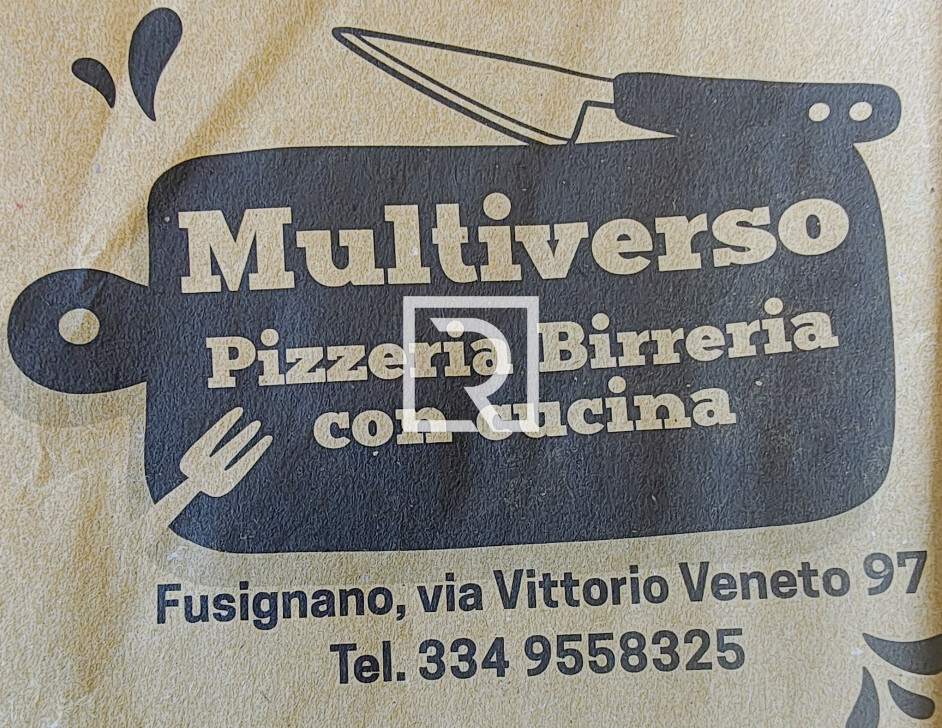 Multiverso
Pizzeria Birreria
con cucina
Fusignano, via Vittorio Veneto 97
Tel. 334 9558325